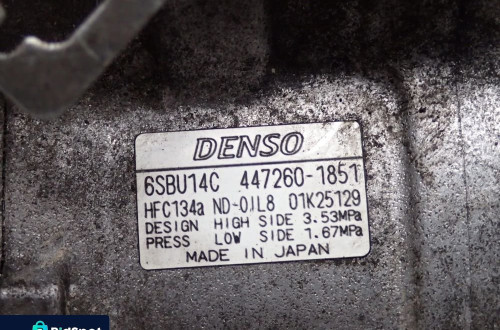 DENSO
6SBU14C 447260-1851
HFC134a ND-OIL8 01K25129
DESIGN HIGH SIDE 3.53MPa
PRESS LOW SIDE 1.67MPa
MADE IN JAPAN
BidSpot